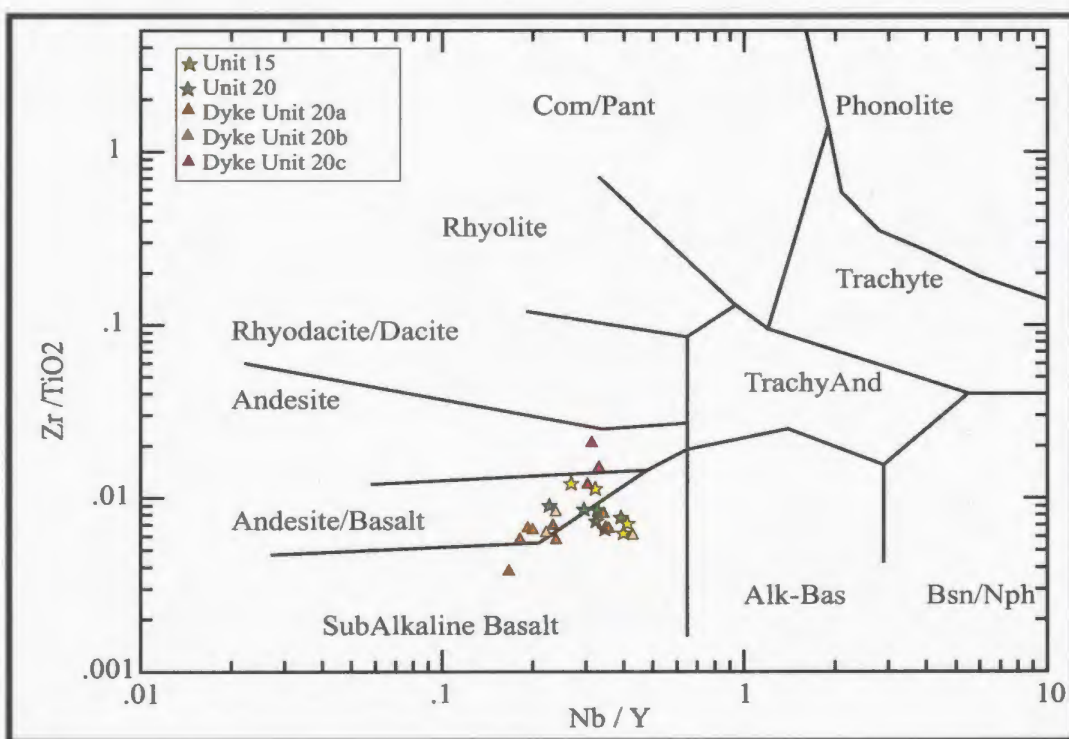 Unit 15
Unit 20
Dyke Unit 20a
Dyke Unit 20b
Dyke Unit 20c
Com/Pant
Phonolite
Rhyolite
Trachyte
Rhyodacite/Dacite
TrachyAnd
Andesite
Andesite/Basalt
Alk-Bas
Bsn/Nph
SubAlkaline Basalt
Zr /TiO2
1
.1
.01
.001
.01
.1
1
10
Nb / Y